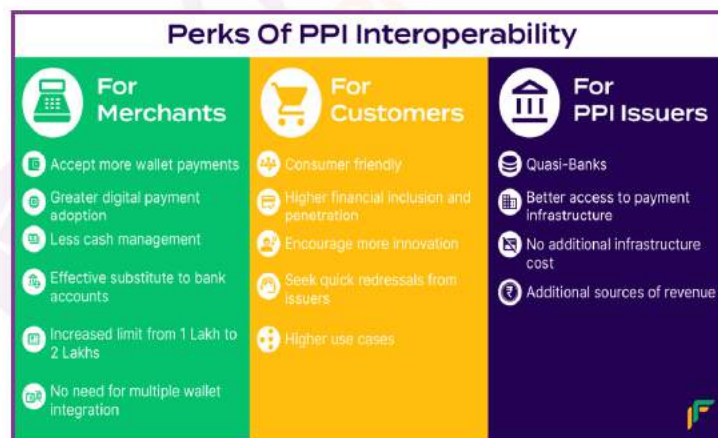 Perks Of PPI Interoperability
For
Merchants
Accept more wallet payments
Greater digital payment
adoption
Less cash management
Effective substitute to bank
accounts
Increased limit from 1 Lakh to
2 Lakhs
No need for multiple wallet
integration
For
Customers
Consumer friendly
Higher financial inclusion and
penetration
Encourage more innovation
Seek quick redressals from
issuers
Higher use cases
For
PPI Issuers
Quasi-Banks
Better access to payment
infrastructure
No additional infrastructure
cost
Additional sources of revenue